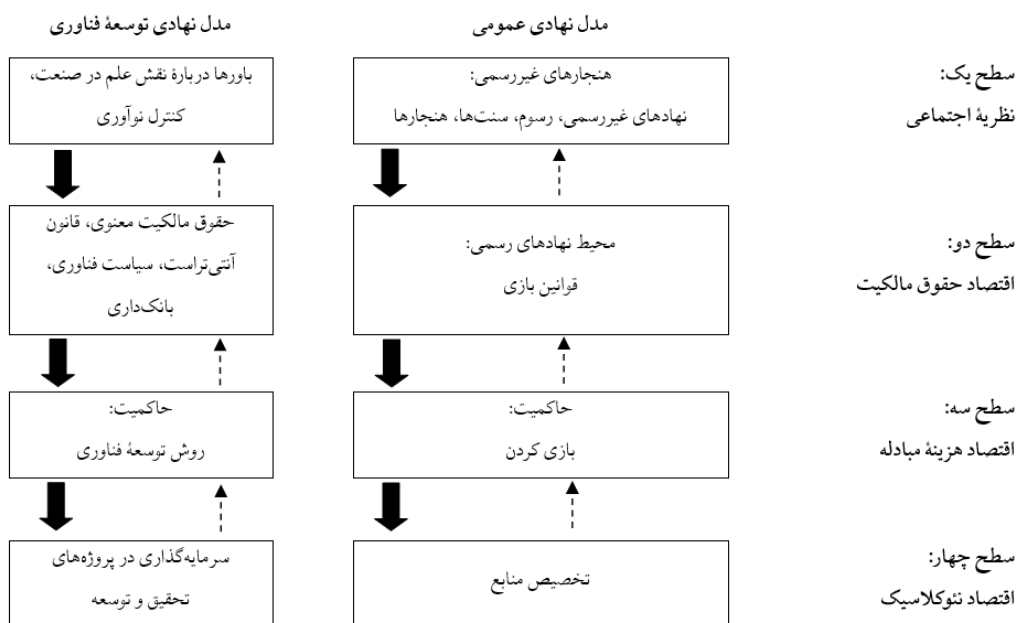 مدل نهادی عمومی
مدل نهادی توسعهٔ فناوری
سطح یک:
نظریهٔ اجتماعی
هنجارهای غیررسمی:
نهادهای غیررسمی، رسوم، سنت‌ها، هنجارها
باورها دربارهٔ نقش علم در صنعت،
کنترل نوآوری
سطح دو:
اقتصاد حقوق مالکیت
محیط نهادهای رسمی:
قوانین بازی
حقوق مالکیت معنوی، قانون
آنتی‌تراست، سیاست فناوری،
بانک‌داری
سطح سه:
اقتصاد هزینهٔ مبادله
حاکمیت:
بازی کردن
حاکمیت:
روش توسعهٔ فناوری
سطح چهار:
اقتصاد نئوکلاسیک
تخصیص منابع
سرمایه‌گذاری در پروژه‌های
تحقیق و توسعه